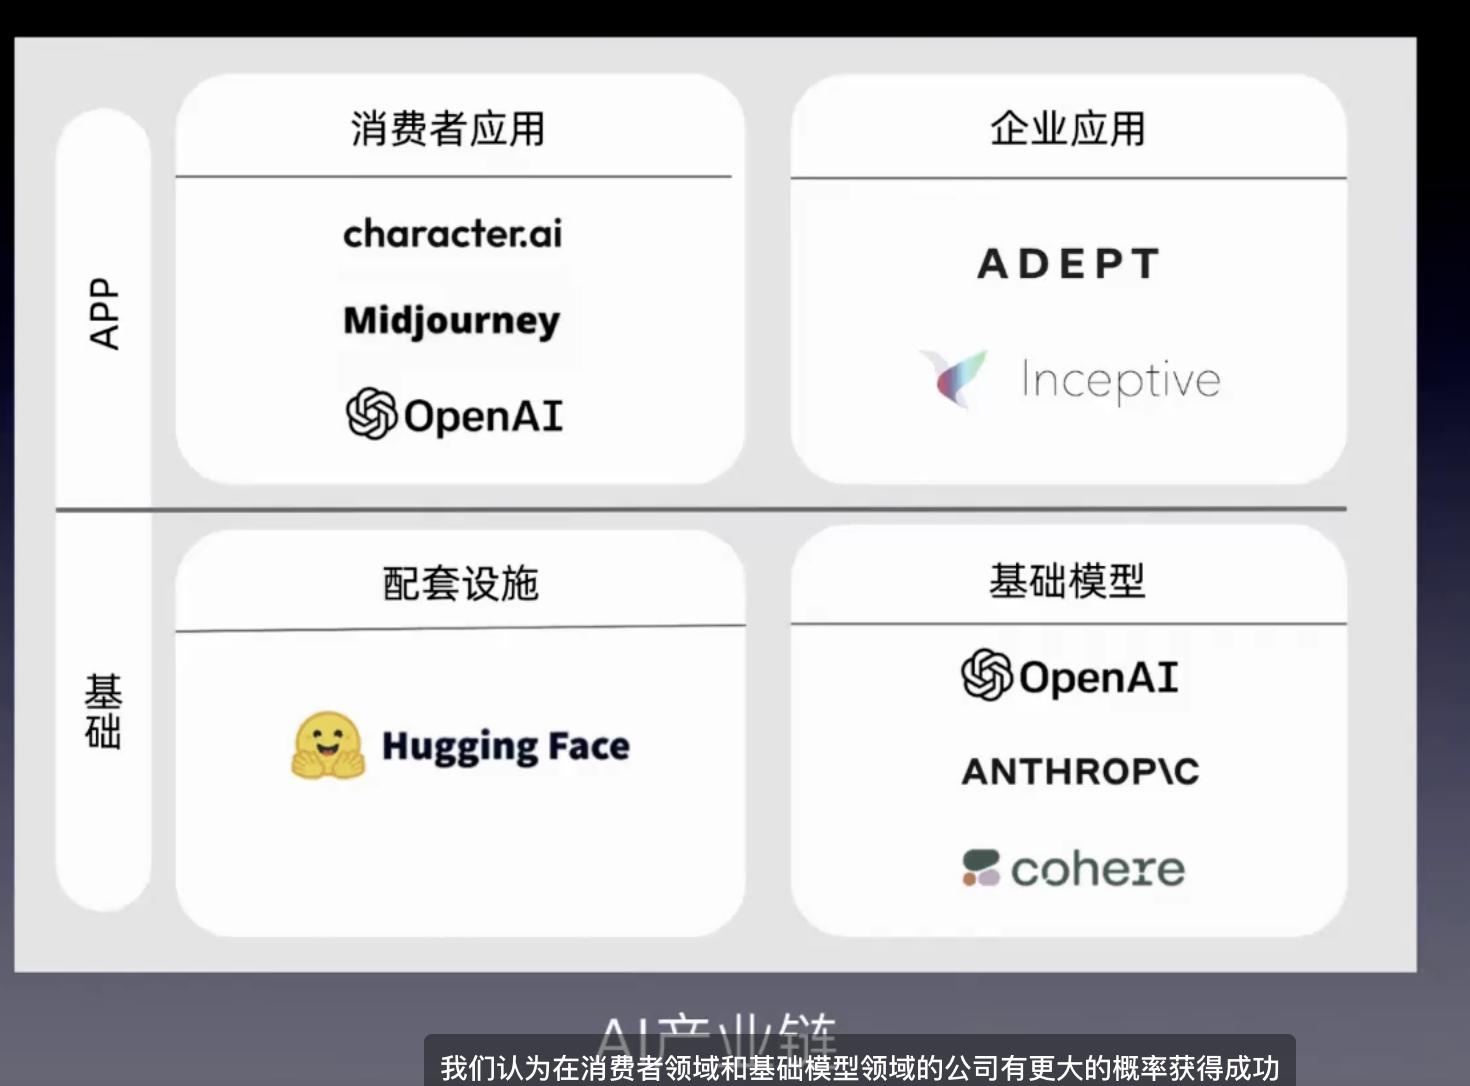 APP
消费者应用
character.ai
Midjourney
OpenAI
企业应用
ADEPT
Inceptive
基础
配套设施
Hugging Face
基础模型
OpenAI
ANTHROP\C
cohere
AI产业链
我们认为在消费者领域和基础模型领域的公司有更大的概率获得成功